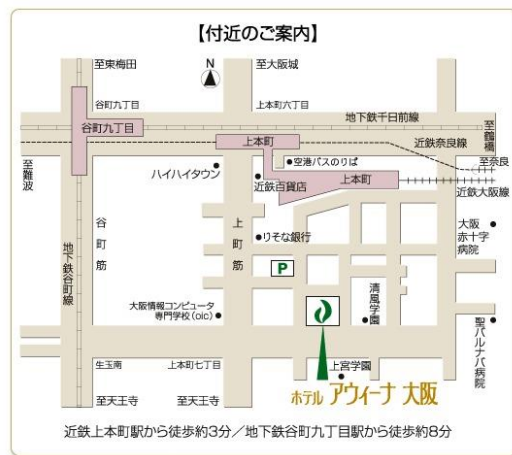 【付近のご案内】
至東梅田
N
至大阪城
谷町九丁目
上本町六丁目
地下鉄千日前線
谷町九丁目
上本町
近鉄奈良線
至鶴橋
至難波
ハイハイタウン
空港バスのりば
至奈良
近鉄百貨店
上本町
近鉄大阪線
谷町筋
上町筋
りそな銀行
大阪
赤十字
病院
地下鉄谷町線
P
大阪情報コンピュータ
専門学校(oic)
清風学園
聖バルナバ病院
生玉南
上本町七丁目
上宮学園
至天王寺
至天王寺
ホテル アウィーナ 大阪
近鉄上本町駅から徒歩約3分/地下鉄谷町九丁目駅から徒歩約8分